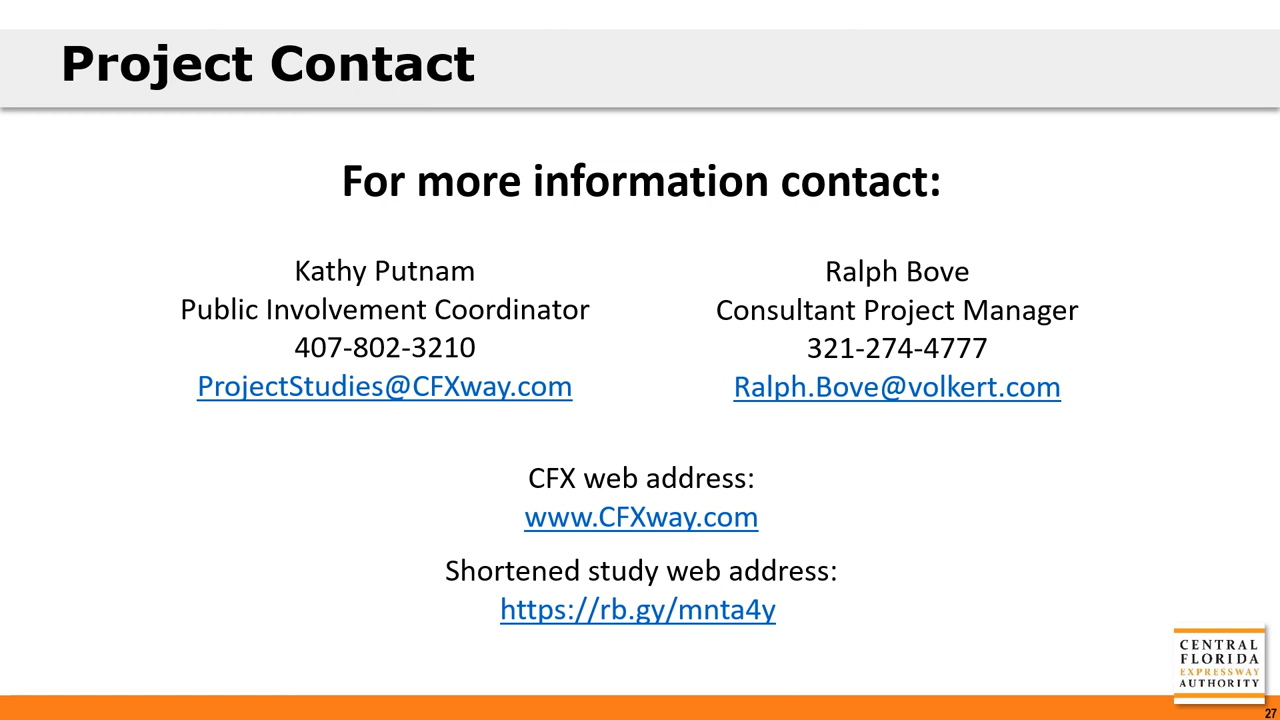 Project Contact
For more information contact:
Kathy Putnam
Public Involvement Coordinator
407-802-3210
ProjectStudies@CFXway.com
Ralph Bove
Consultant Project Manager
321-274-4777
Ralph.Bove@volkert.com
CFX web address:
www.CFXway.com
Shortened study web address:
https://rb.gy/mnta4y
CENTRAL
FLORIDA
EXPRESSWAY
AUTHORITY
27